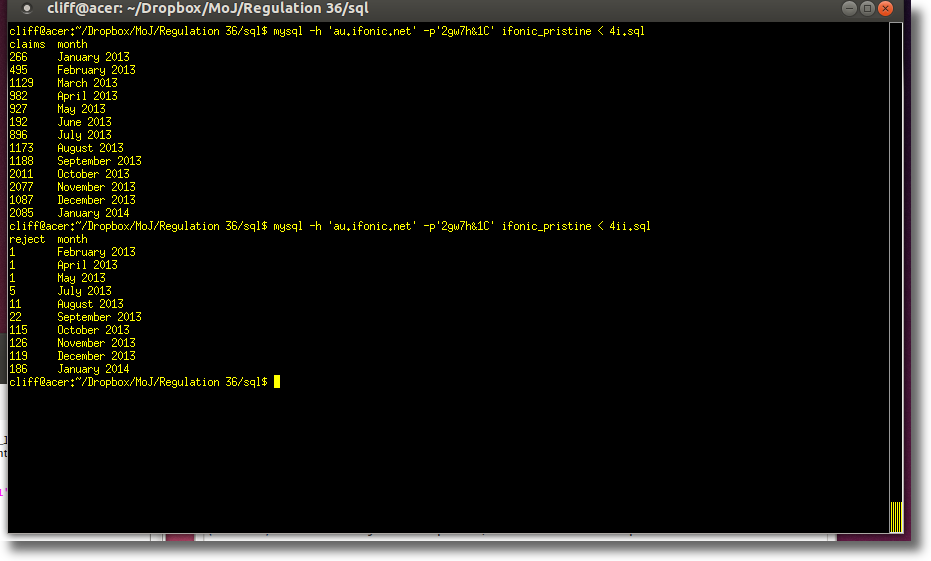 cliff@acer: ~/Dropbox/MoJ/Regulation 36/sql
cliff@acer:~/Dropbox/MoJ/Regulation 36/sql$ mysql -h 'au.ifonic.net' -p'2gw7h&1C' ifonic_pristine < 4i.sql
claims month
266 January 2013
495 February 2013
1129 March 2013
982 April 2013
927 May 2013
192 June 2013
896 July 2013
1173 August 2013
1188 September 2013
2011 October 2013
2077 November 2013
1087 December 2013
2085 January 2014
cliff@acer:~/Dropbox/MoJ/Regulation 36/sql$ mysql -h 'au.ifonic.net' -p'2gw7h&1C' ifonic_pristine < 4ii.sql
reject month
1 February 2013
1 April 2013
1 May 2013
5 July 2013
11 August 2013
22 September 2013
115 October 2013
126 November 2013
119 December 2013
186 January 2014
cliff@acer:~/Dropbox/MoJ/Regulation 36/sql$